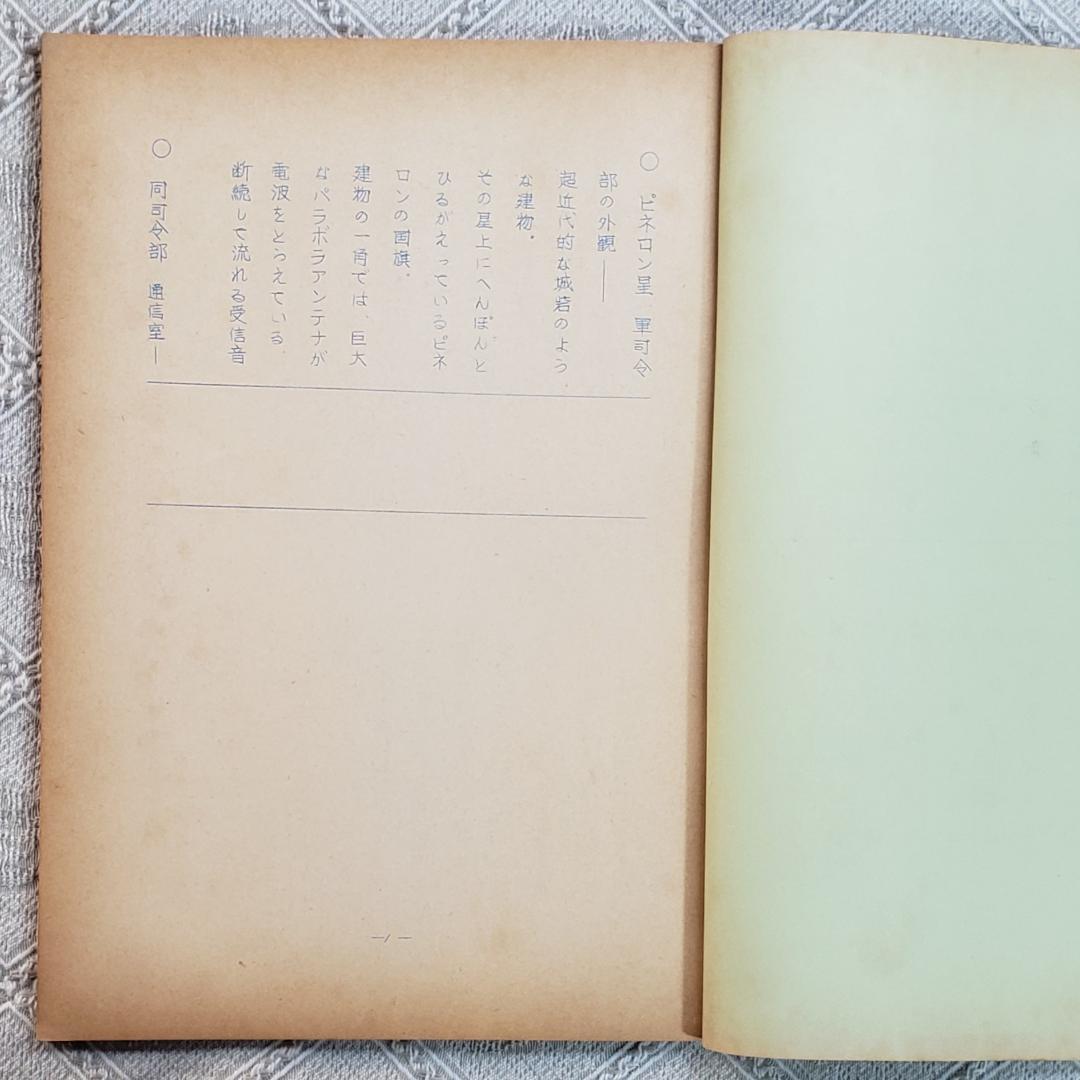 ○ ピネロン星 軍司令
部の外観――
超近代的な城砦のよう
な建物。
その屋上にへんぽんと
ひるがえっているピネ
ロンの国旗。
建物の一角では、巨大
なパラボラアンテナが
電波をとらえている。
断続して流れる受信音
○ 同司令部 通信室―
―1―